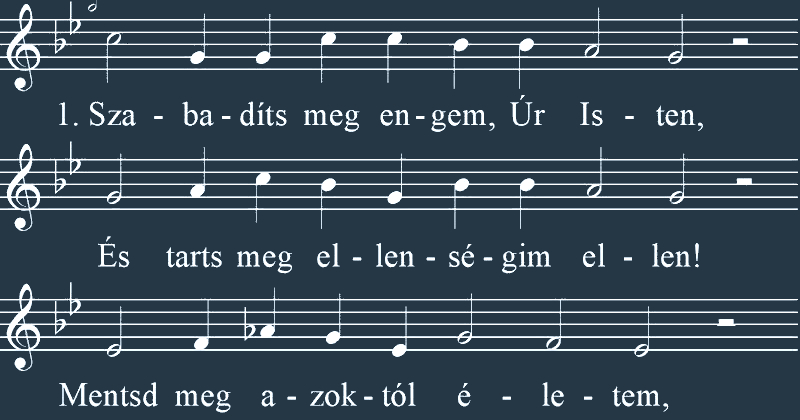 1. Sza - ba - díts meg en - gem, Úr Is - ten,
És tarts meg el - len - sé - gim el - len!
Mentsd meg a - zok - tól é - le - tem,